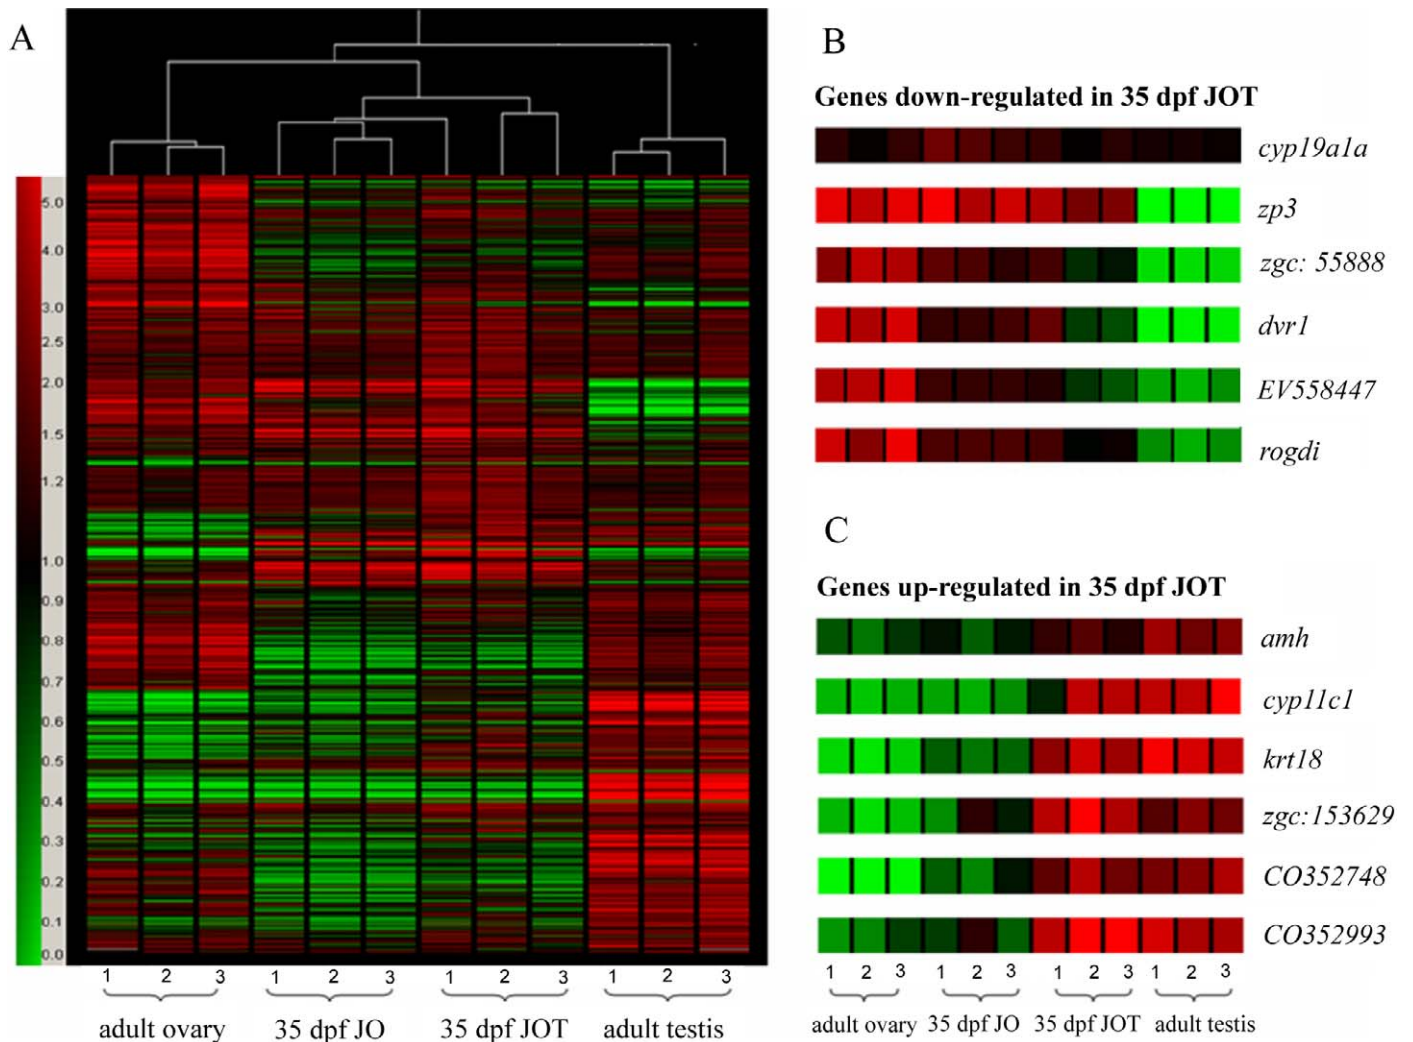 A
5.0
4.0
3.0
2.5
2.0
1.5
1.2
1.0
0.9
0.8
0.7
0.6
0.5
0.4
0.3
0.2
0.1
0.0
1 2 3 1 2 3 1 2 3 1 2 3
adult ovary 35 dpf JO 35 dpf JOT adult testis
B
Genes down-regulated in 35 dpf JOT
cyp19a1a
zp3
zgc: 55888
dvr1
EV558447
rogdi
C
Genes up-regulated in 35 dpf JOT
amh
cyp11c1
krt18
zgc:153629
CO352748
CO352993
1 2 3 1 2 3 1 2 3 1 2 3
adult ovary 35 dpf JO 35 dpf JOT adult testis